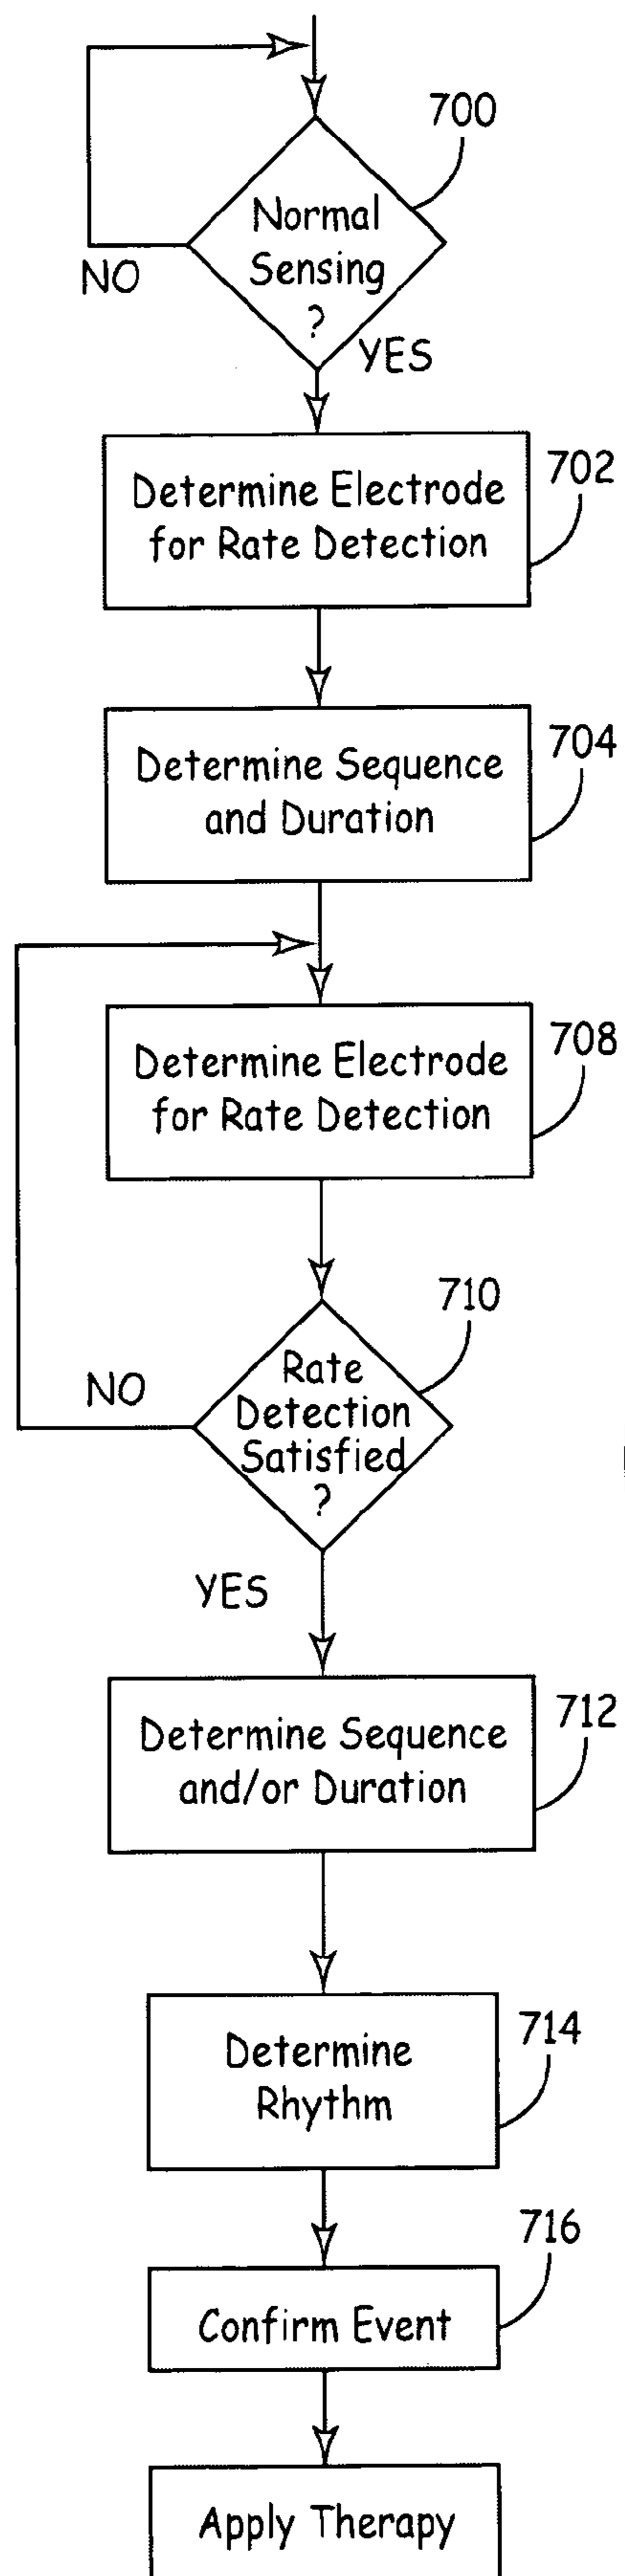 700
Normal
Sensing
?
NO
YES
702
Determine Electrode
for Rate Detection
704
Determine Sequence
and Duration
708
Determine Electrode
for Rate Detection
710
Rate
Detection
Satisfied
?
NO
YES
712
Determine Sequence
and/or Duration
714
Determine
Rhythm
716
Confirm Event
Apply Therapy